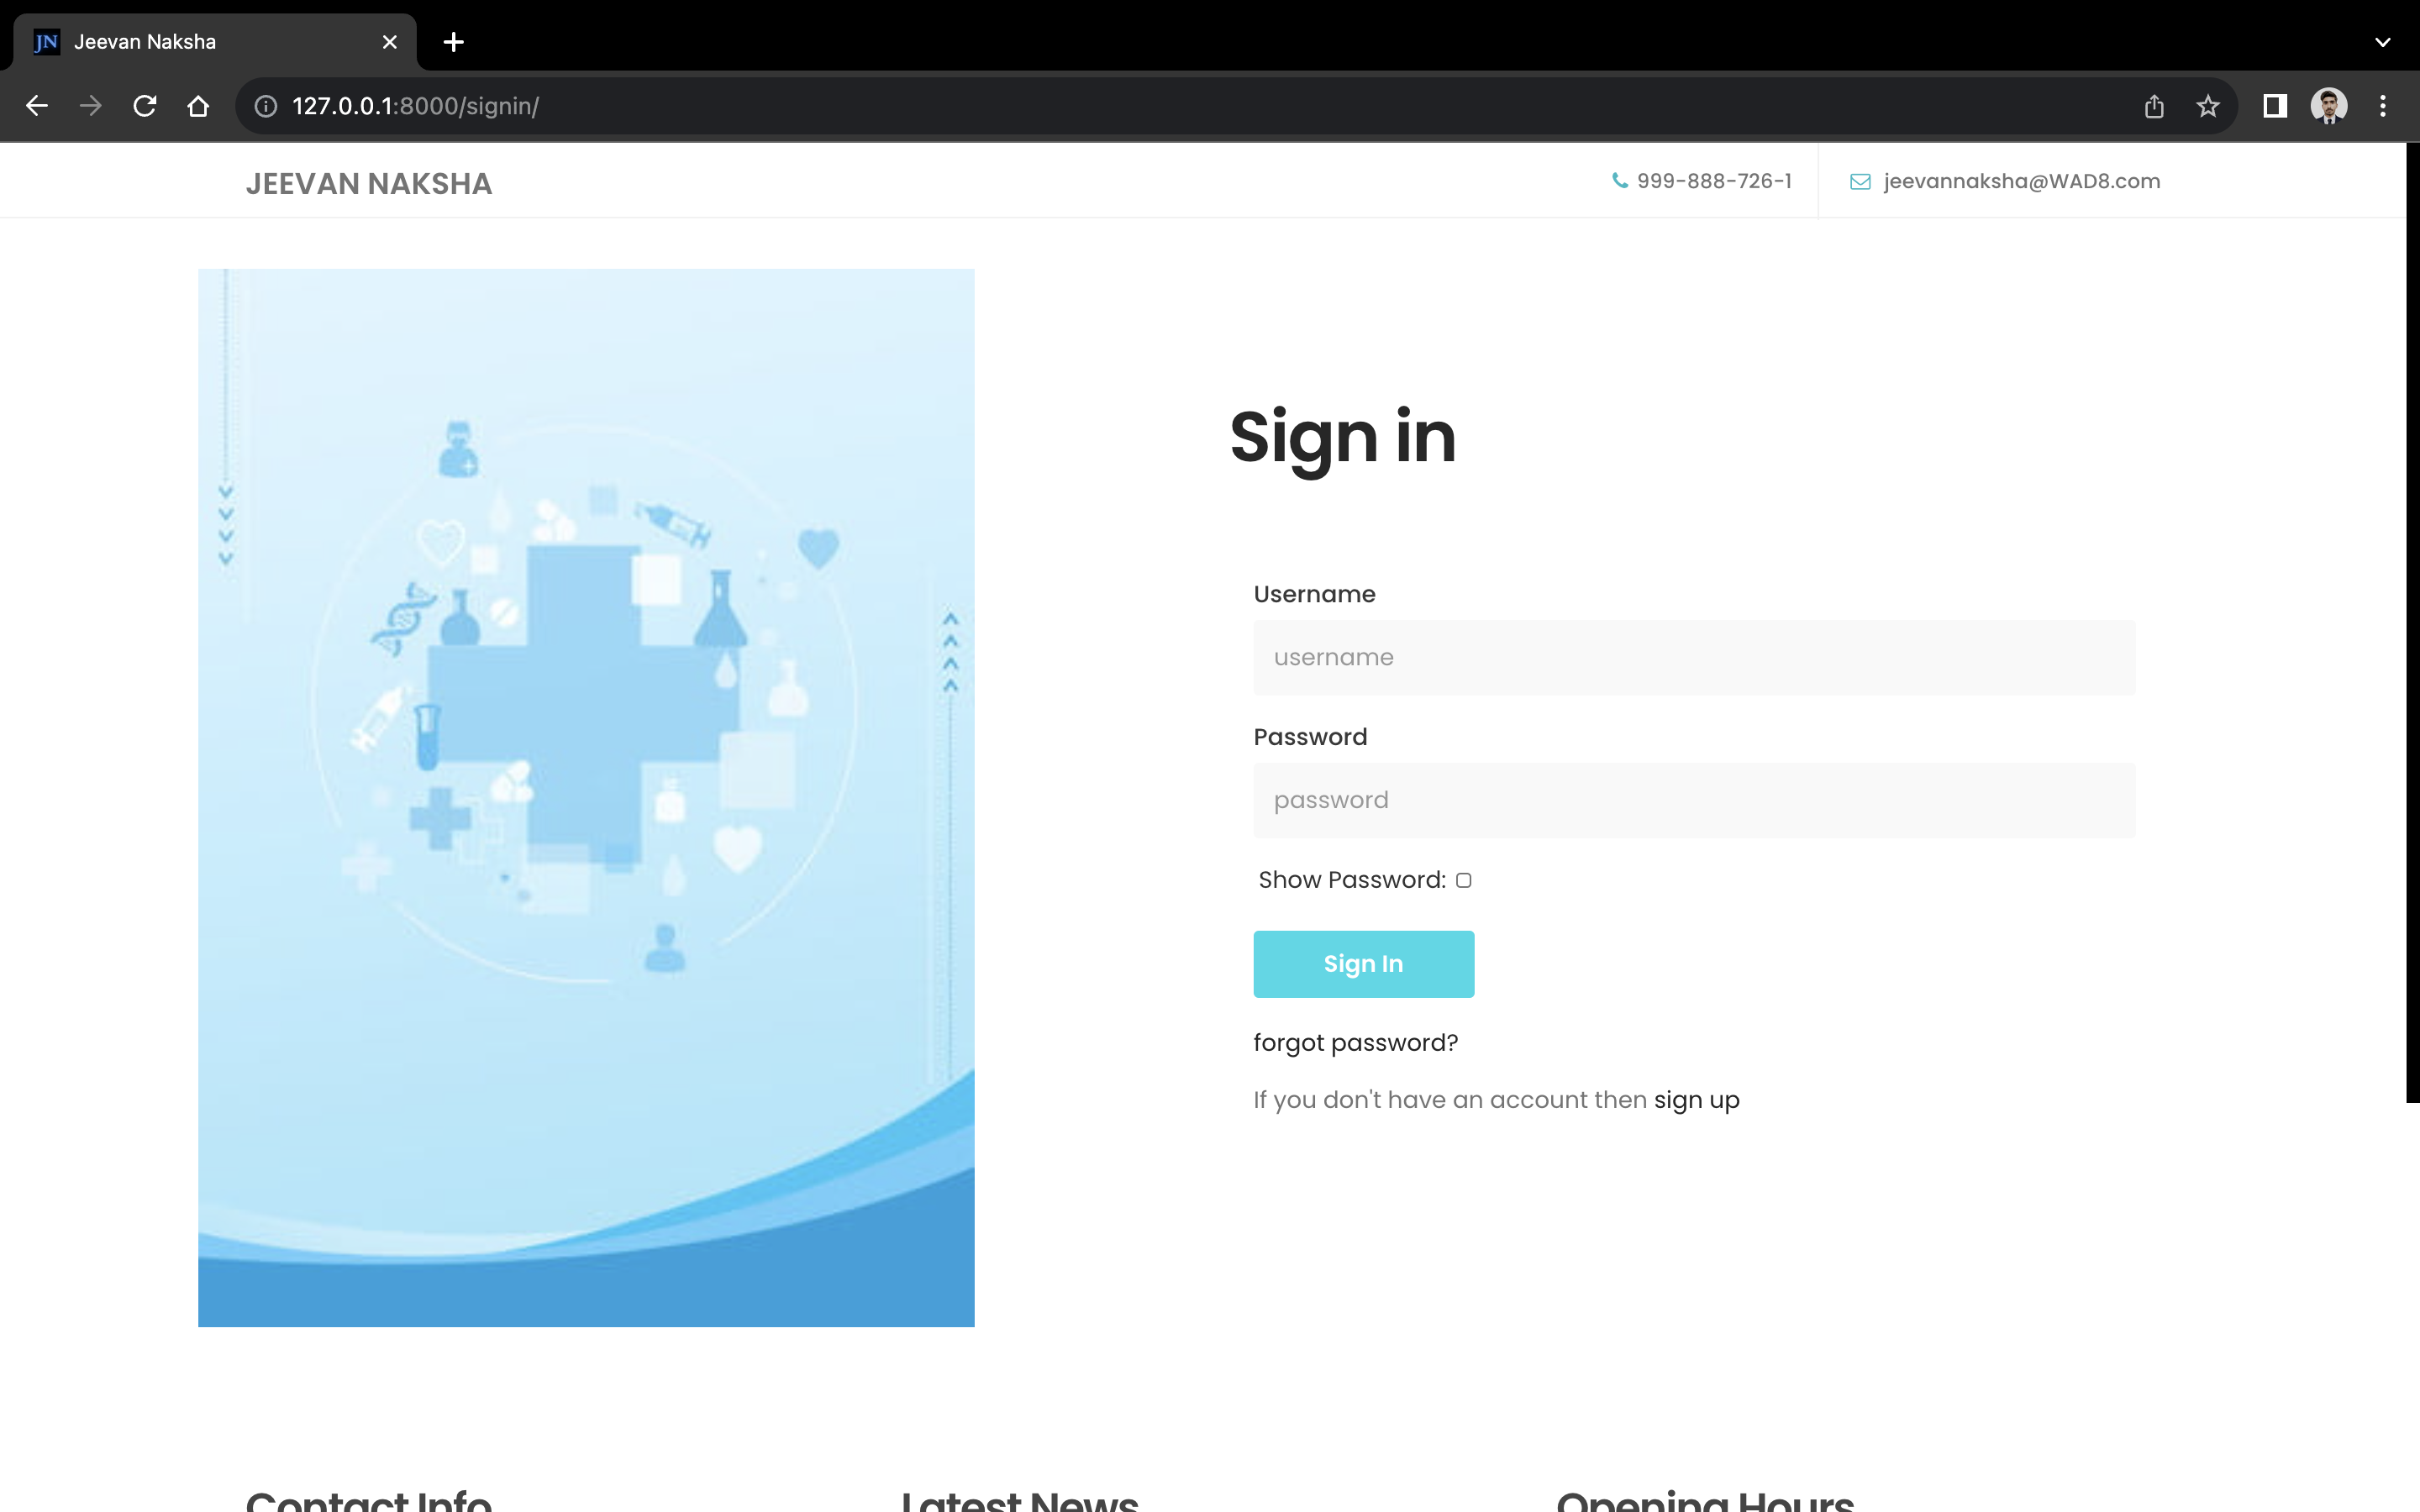 JN Jeevan Naksha
127.0.0.1:8000/signin/
JEEVAN NAKSHA
999-888-726-1
jeevannaksha@WAD8.com
Sign in
Username
username
Password
password
Show Password:
Sign In
forgot password?
If you don't have an account then sign up
Contact Info
Latest News
Opening Hours